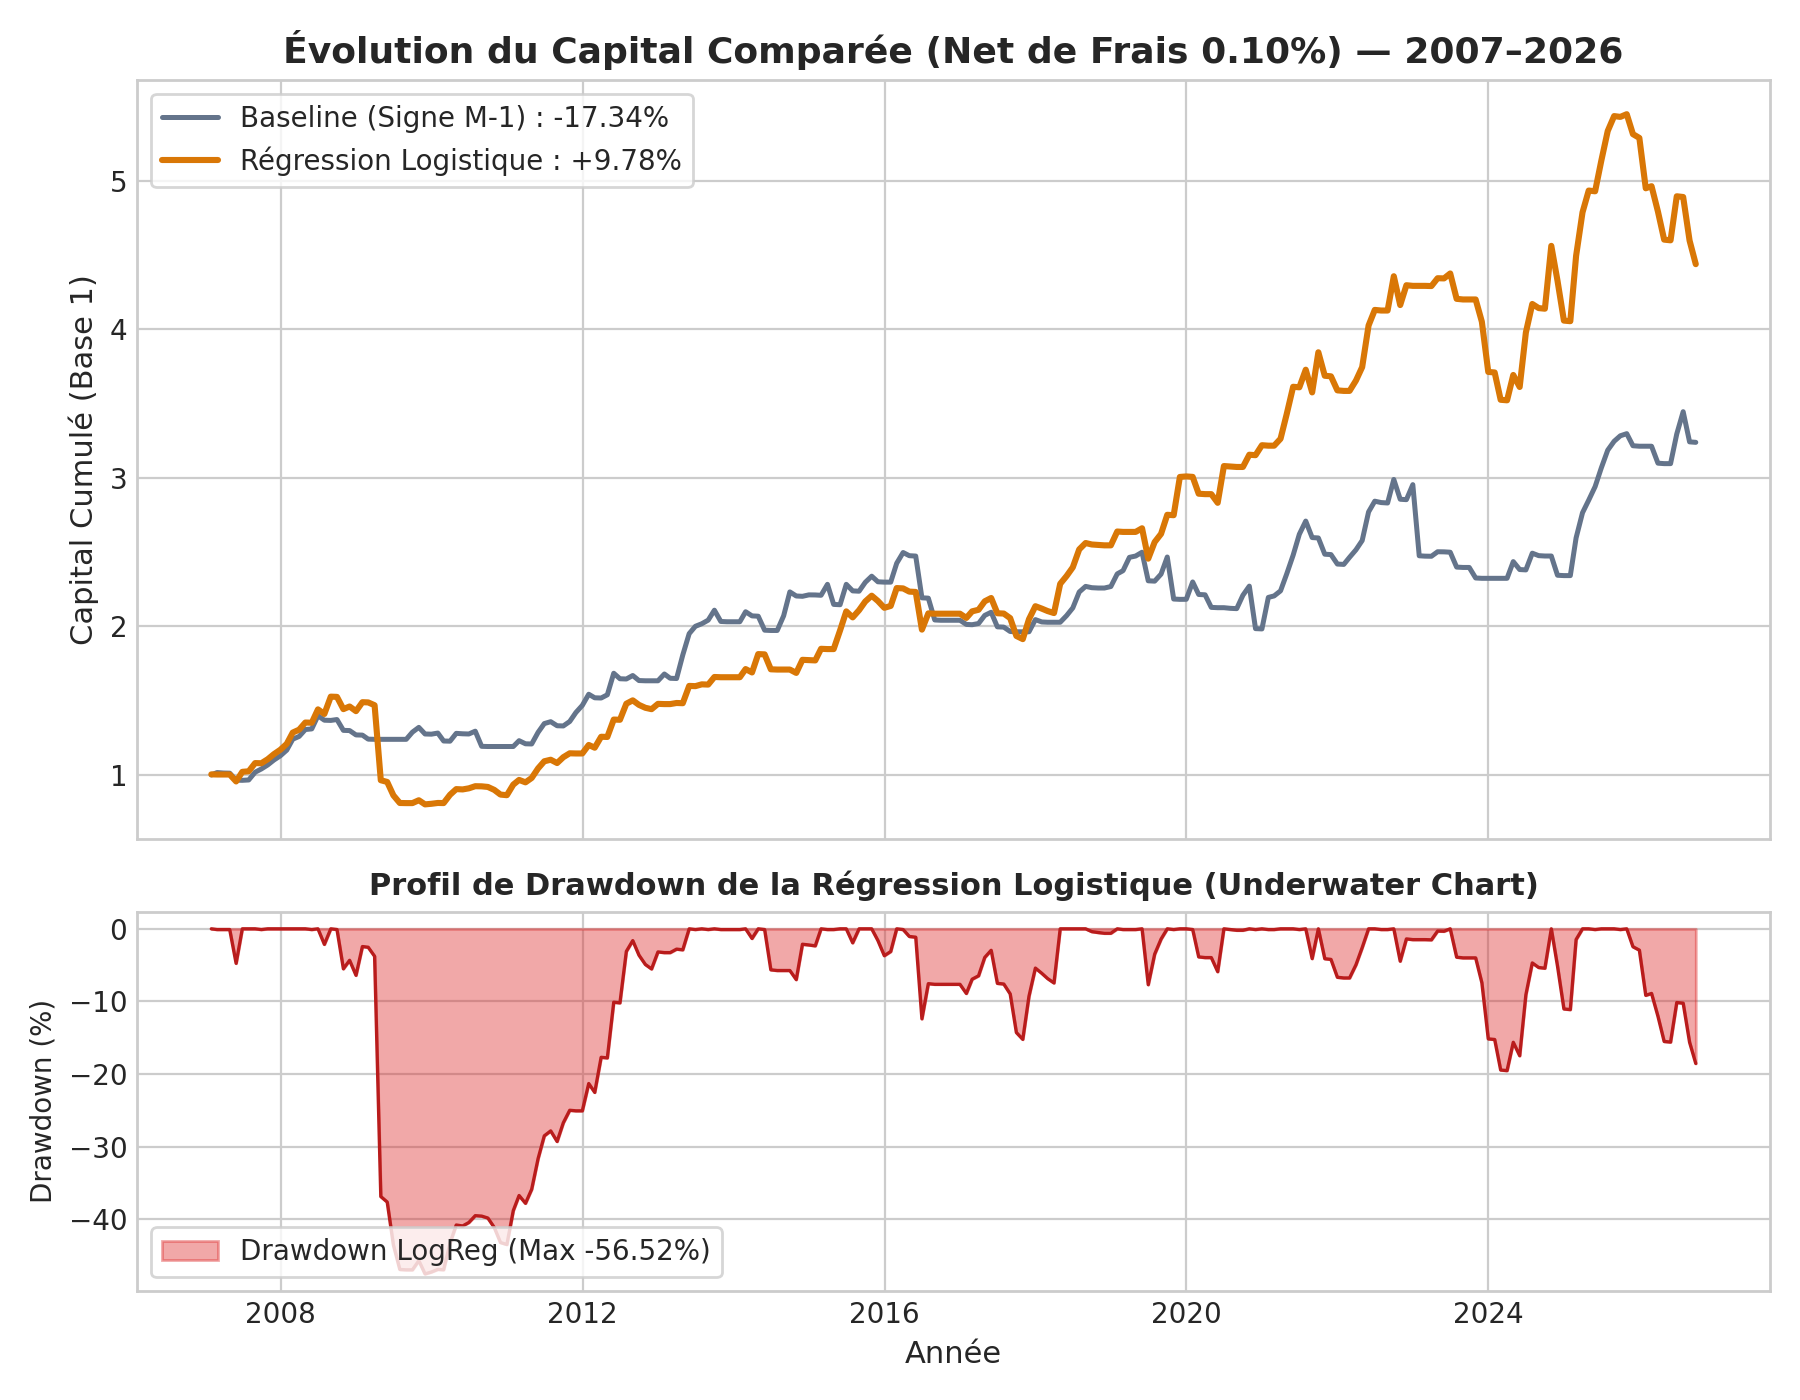 Évolution du Capital Comparée (Net de Frais 0.10%) — 2007–2026
Baseline (Signe M-1) : -17.34%
Régression Logistique : +9.78%
Capital Cumulé (Base 1)
5
4
3
2
1
Profil de Drawdown de la Régression Logistique (Underwater Chart)
Drawdown (%)
0
−10
−20
−30
−40
Drawdown LogReg (Max -56.52%)
2008
2012
2016
2020
2024
Année